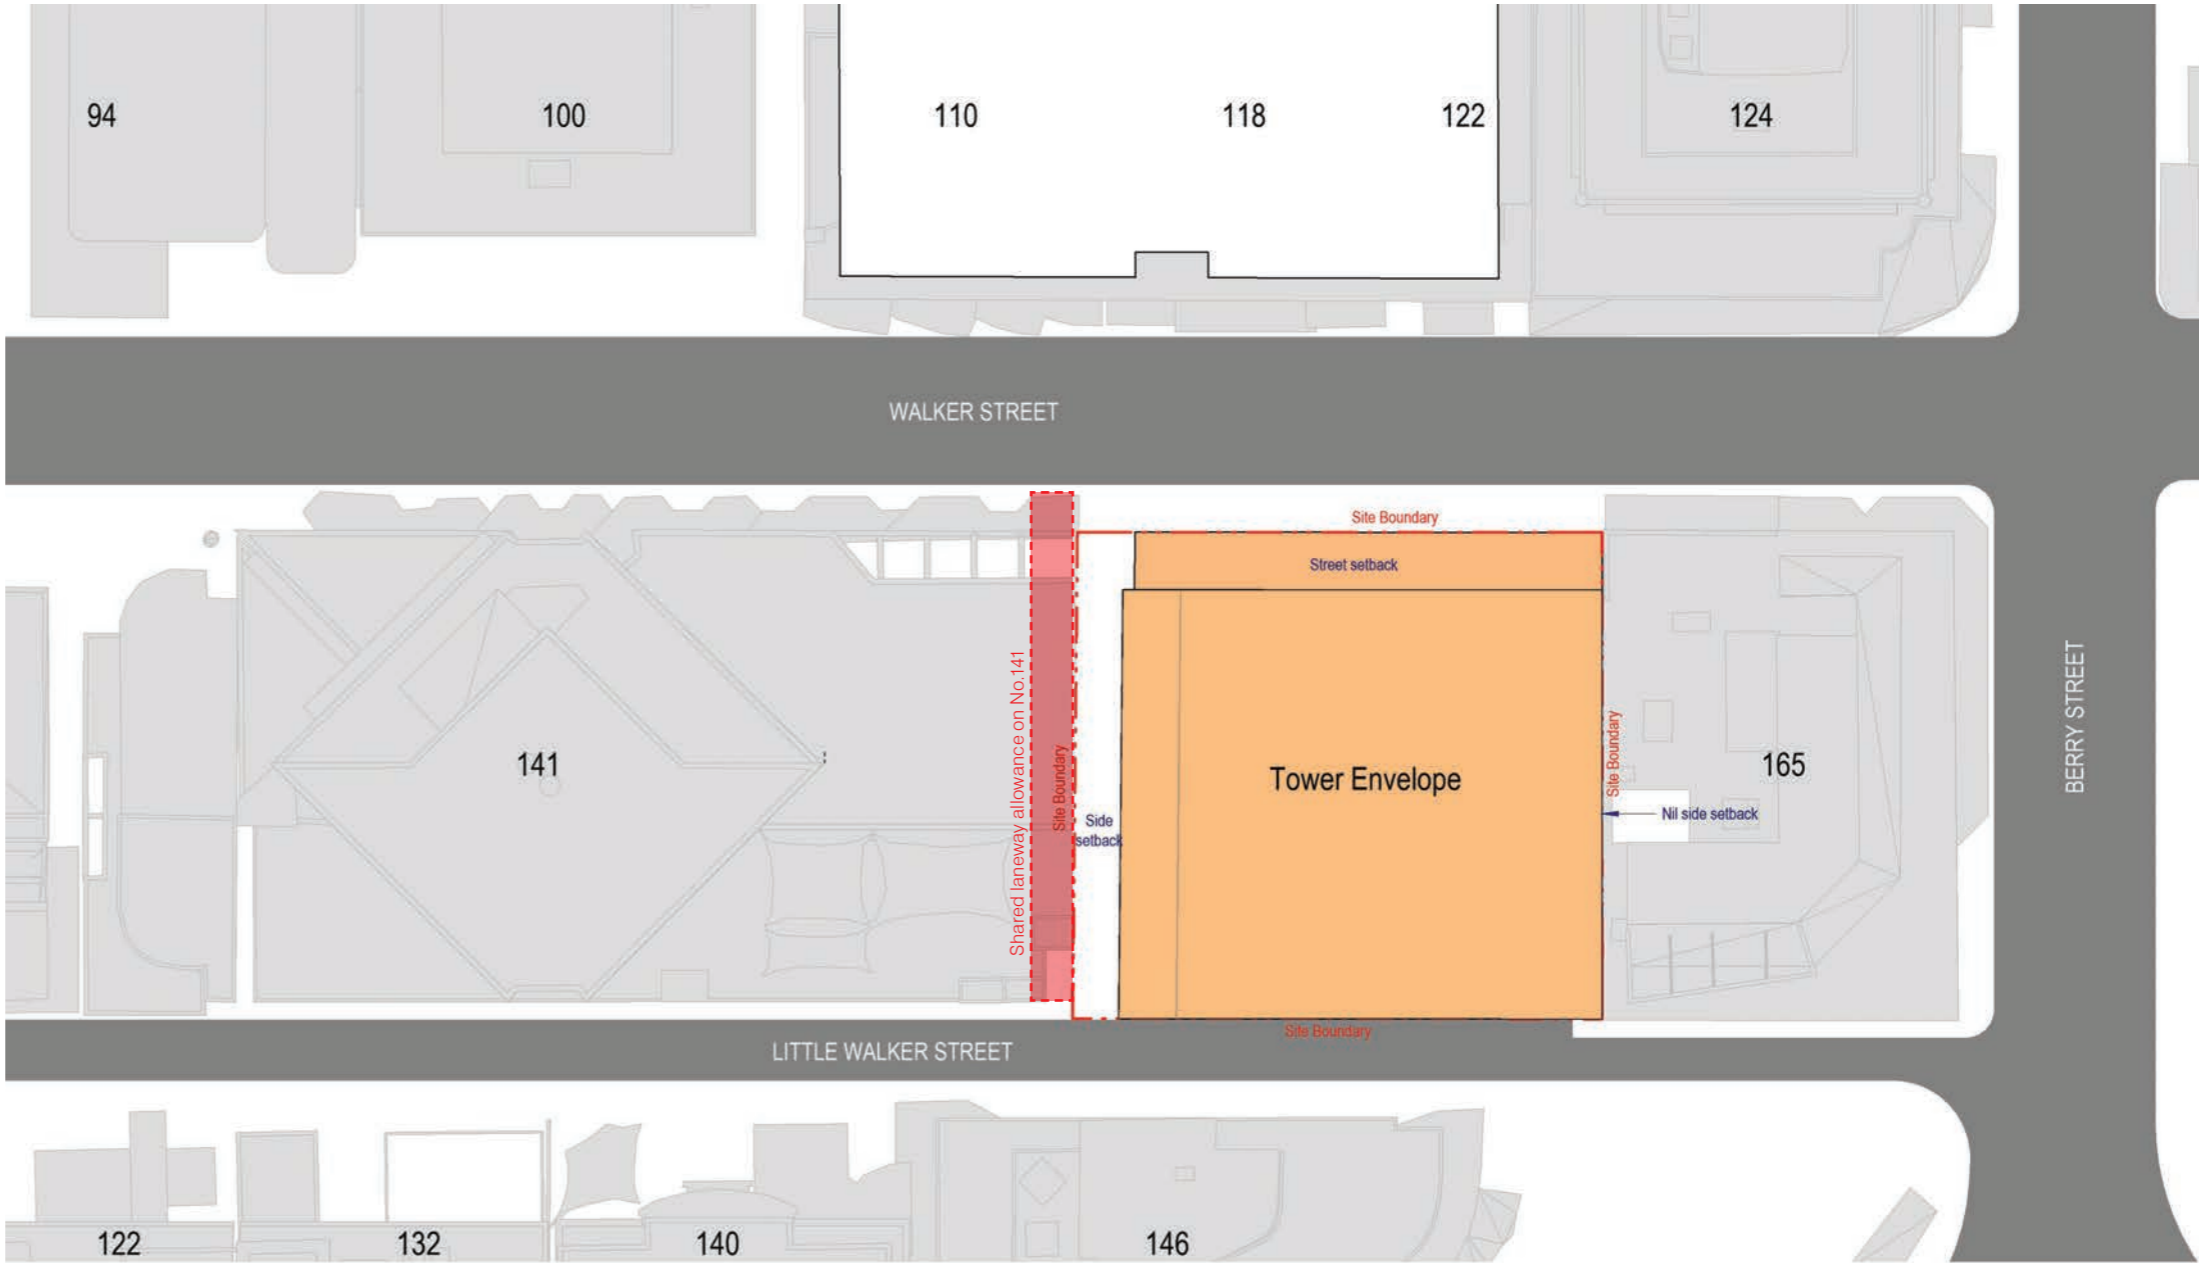 94
100
110
118
122
124
WALKER STREET
Site Boundary
Street setback
Shared laneway allowance on No.141
Site Boundary
141
Side
setback
Tower Envelope
Site Boundary
165
Nil side setback
BERRY STREET
Site Boundary
LITTLE WALKER STREET
122
132
140
146